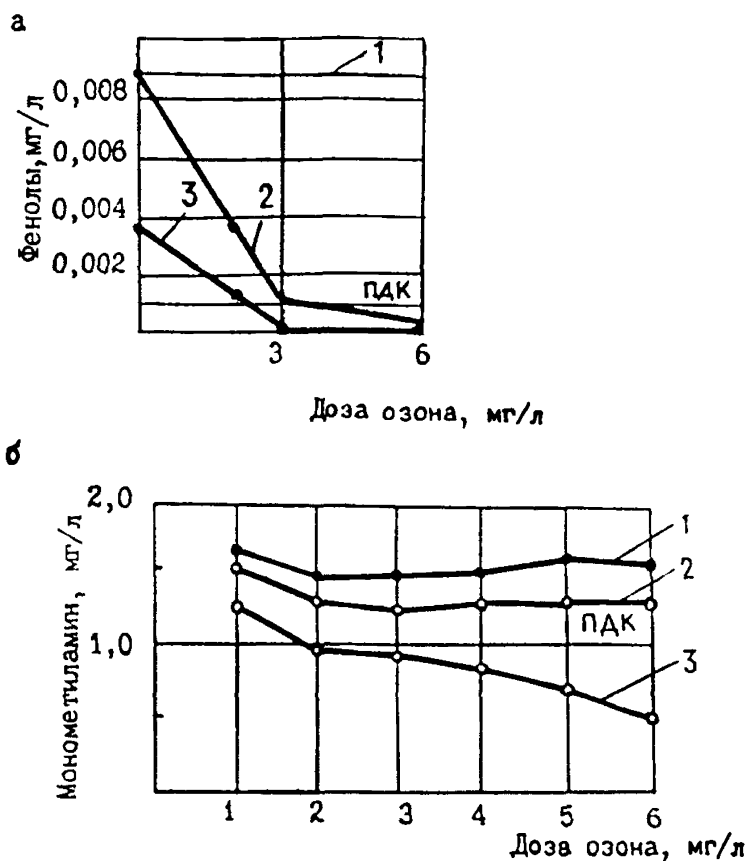 а
Фенолы, мг/л
0,008
0,006
0,004
0,002
1
2
3
ПДК
3 6
Доза озона, мг/л
б
Монометиламин, мг/л
2,0
1,0
1
2
ПДК
3
1 2 3 4 5 6
Доза озона, мг/л